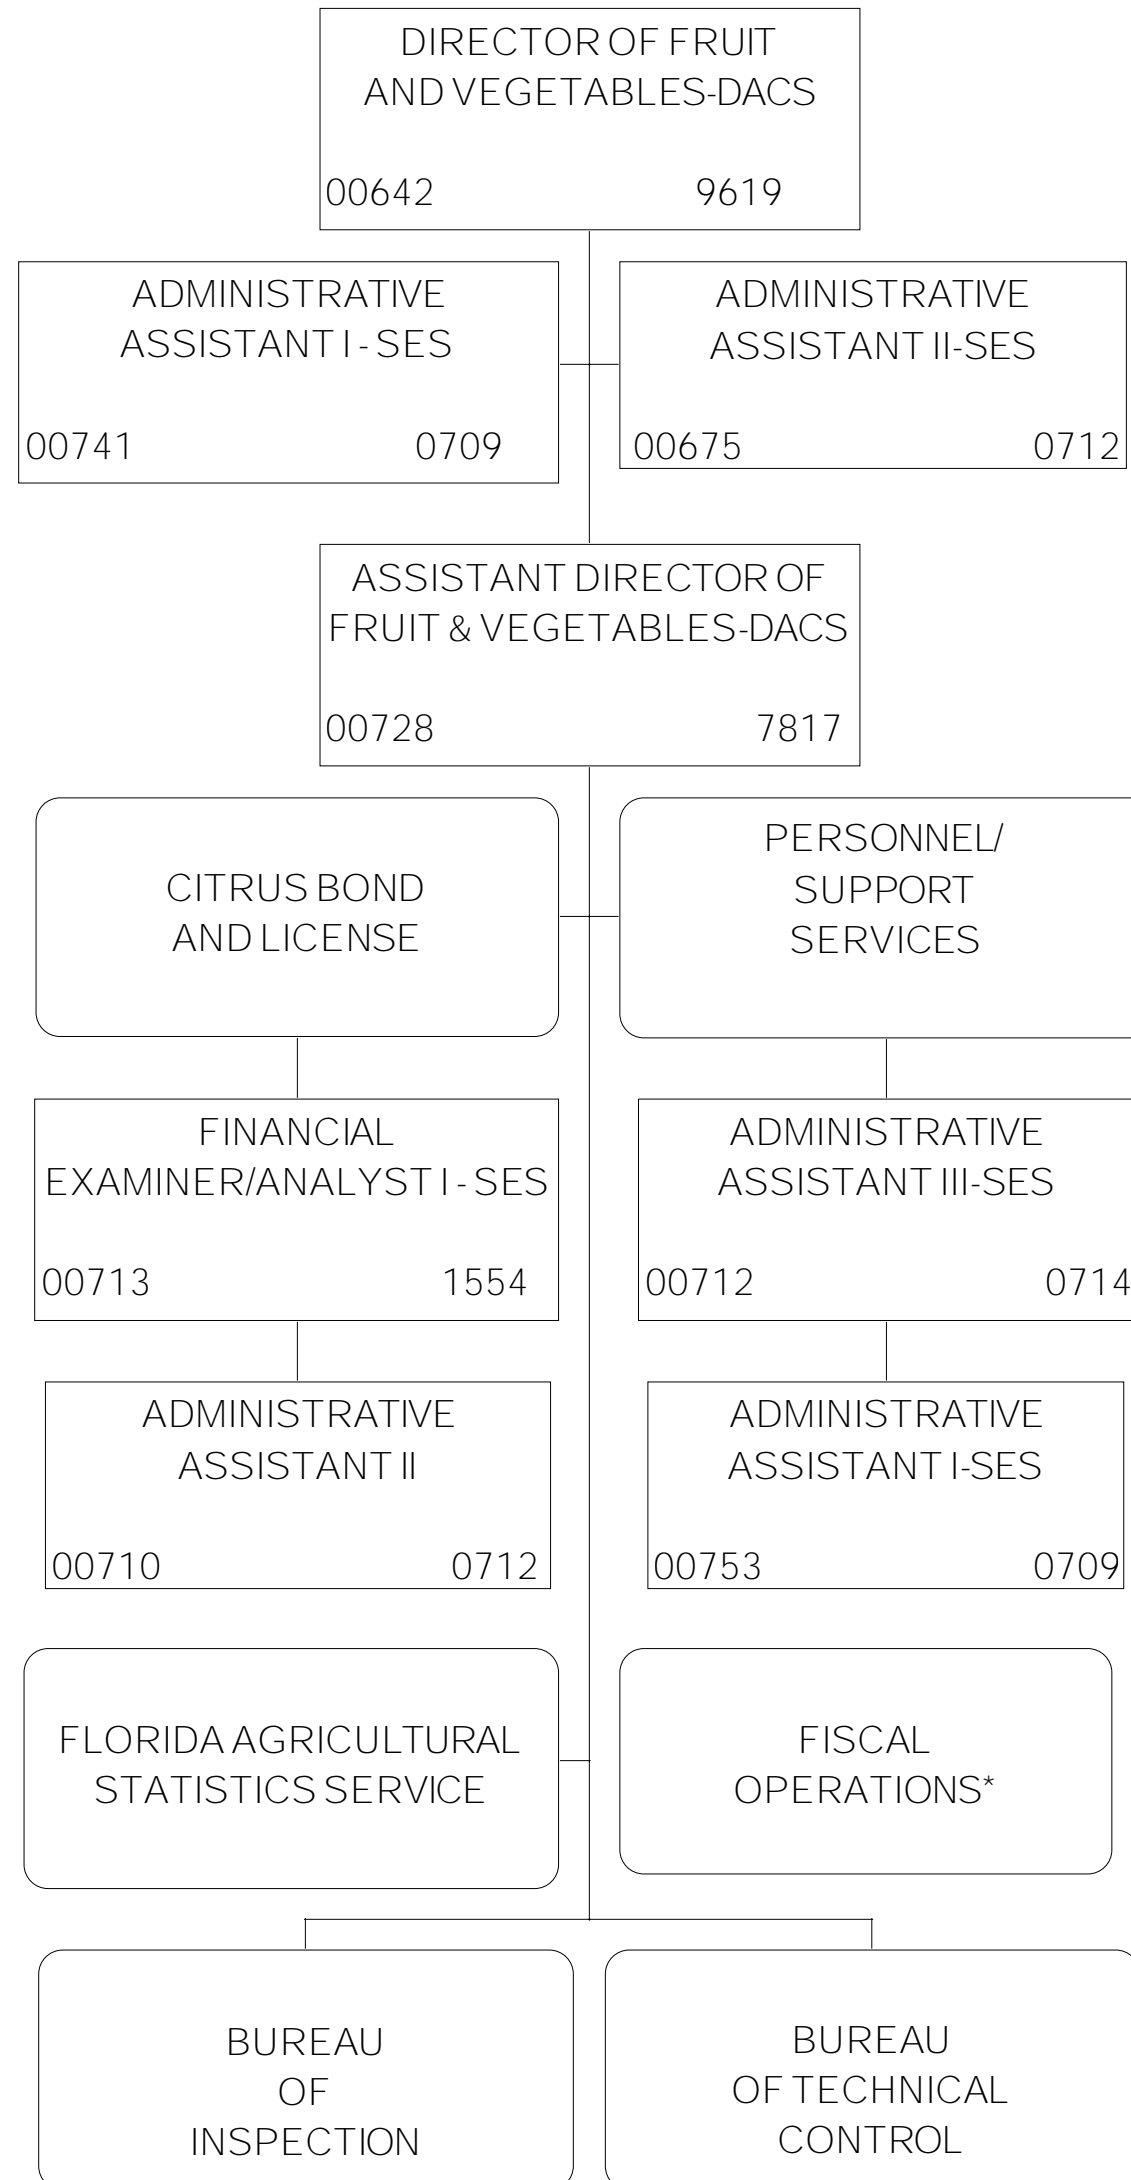 DIRECTOR OF FRUIT
AND VEGETABLES-DACS
00642 9619
ADMINISTRATIVE
ASSISTANT I - SES
00741 0709
ADMINISTRATIVE
ASSISTANT II-SES
00675 0712
ASSISTANT DIRECTOR OF
FRUIT & VEGETABLES-DACS
00728 7817
CITRUS BOND
AND LICENSE
PERSONNEL/
SUPPORT
SERVICES
FINANCIAL
EXAMINER/ANALYST I - SES
00713 1554
ADMINISTRATIVE
ASSISTANT III-SES
00712 0714
ADMINISTRATIVE
ASSISTANT II
00710 0712
ADMINISTRATIVE
ASSISTANT I-SES
00753 0709
FLORIDA AGRICULTURAL
STATISTICS SERVICE
FISCAL
OPERATIONS*
BUREAU
OF
INSPECTION
BUREAU
OF TECHNICAL
CONTROL